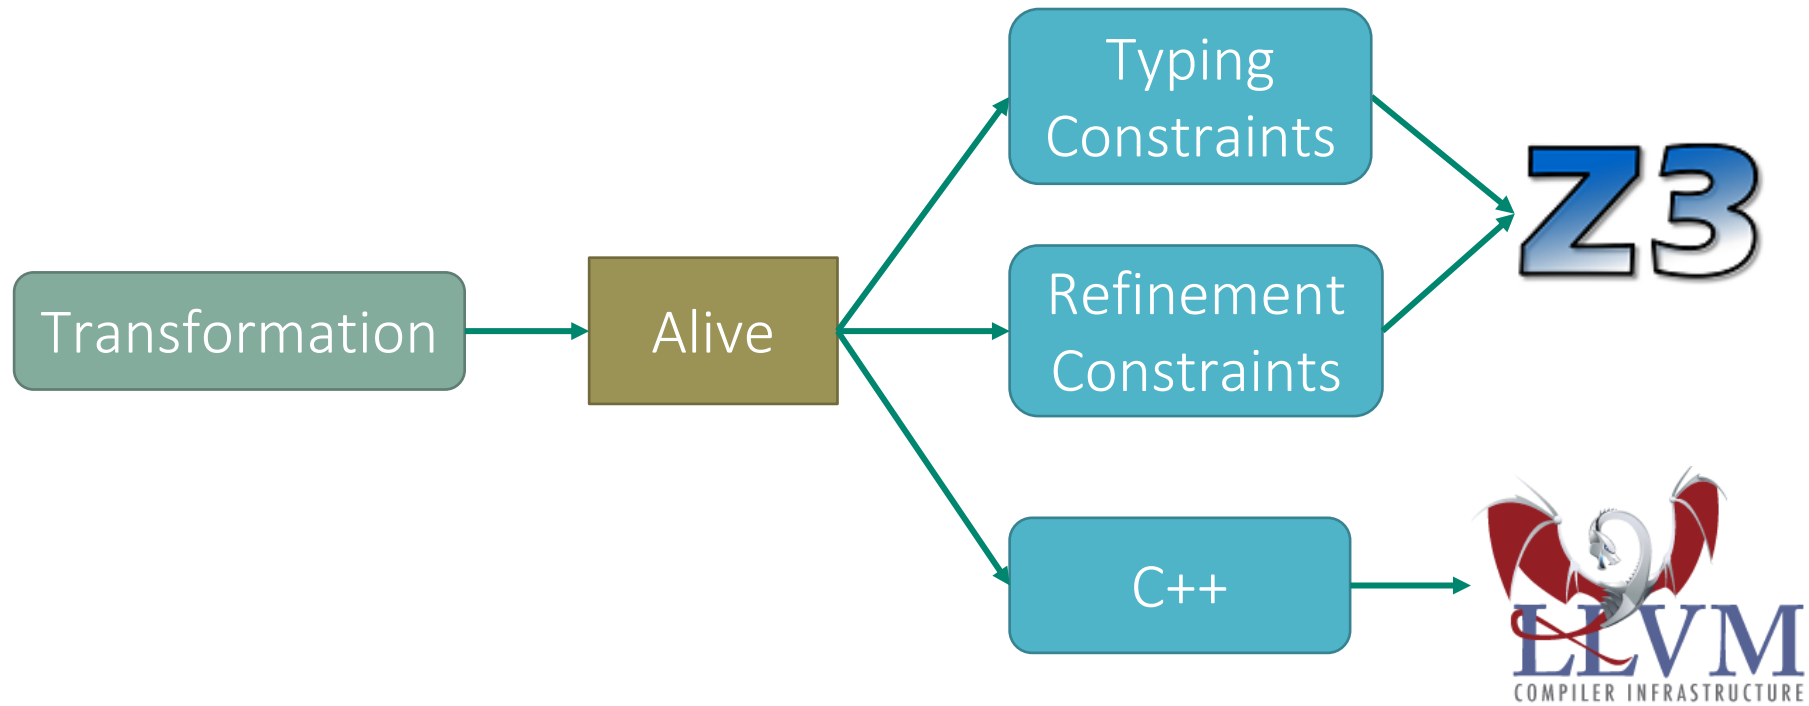 Typing
Constraints
Z3
Refinement
Constraints
Transformation
Alive
C++
LLVM
COMPILER INFRASTRUCTURE